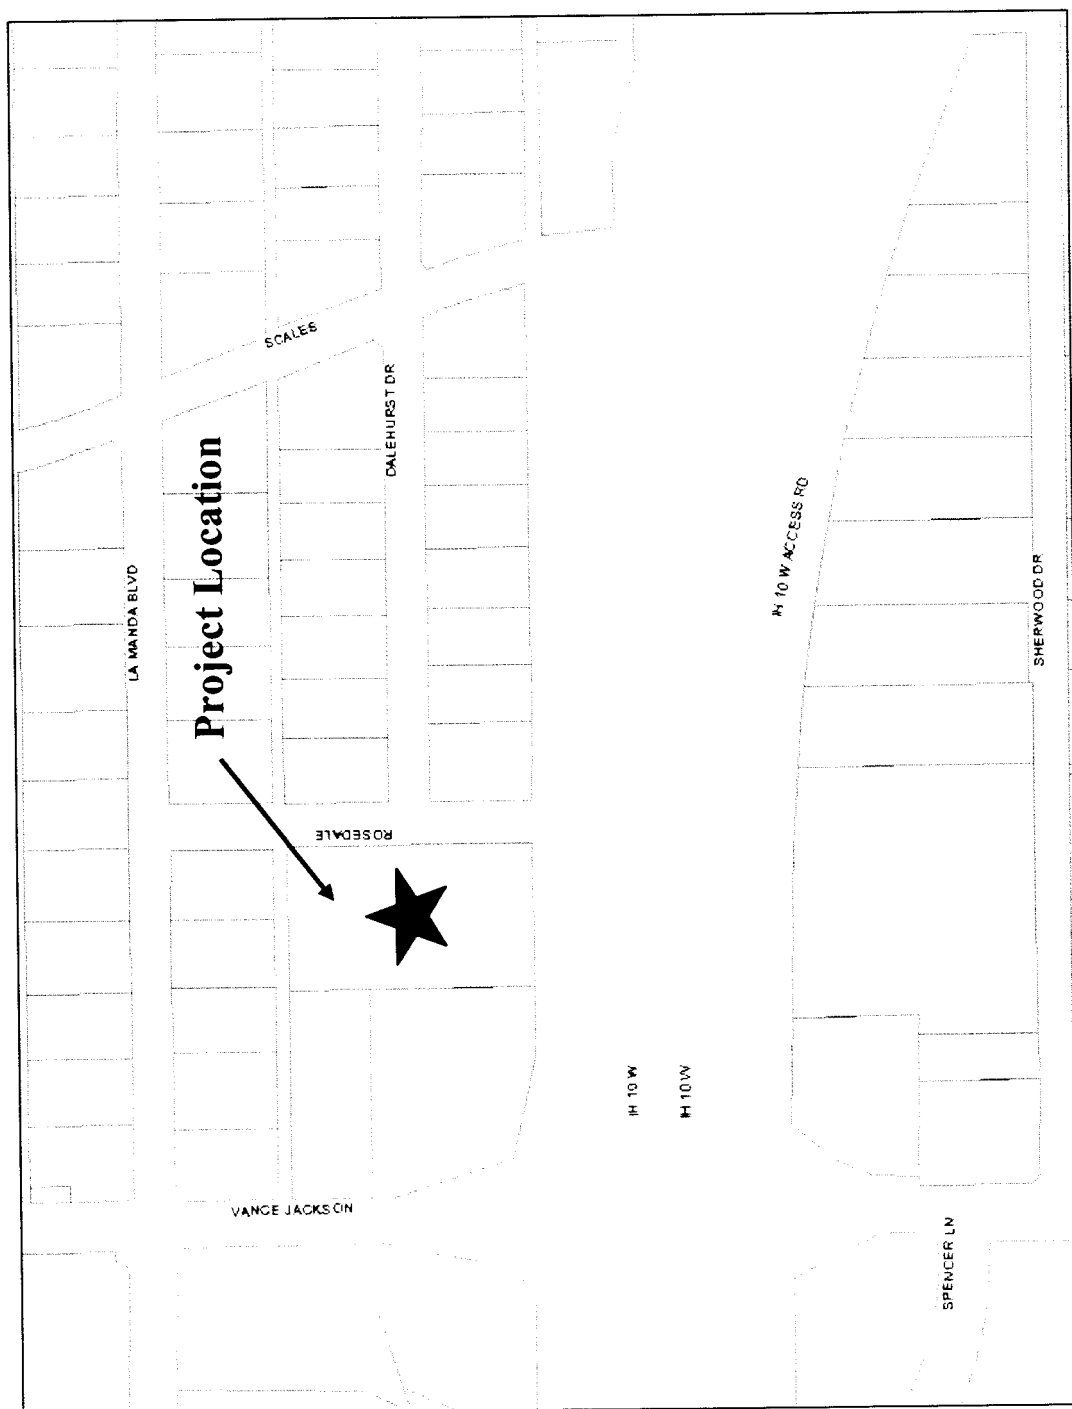 SCALES
DALEHURST DR
Project Location
LA MANDA BLVD
IH 10 W ACCESS RD
SHERWOOD DR
ROSEDALE
IH 10 W
IH 10 W
VANCE JACKSON
SPENCER LN